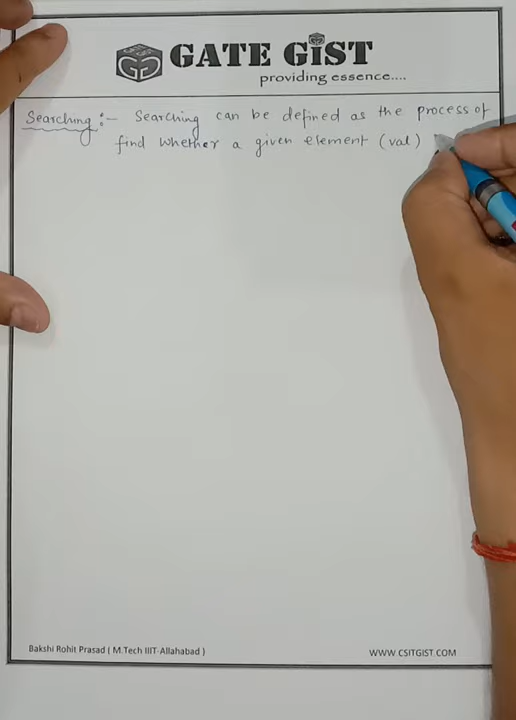 GATE GiST
providing essence....
Searching :- Searching can be defined as the process of
find whether a given element (val)
Bakshi Rohit Prasad ( M.Tech IIIT-Allahabad )
WWW.CSITGIST.COM